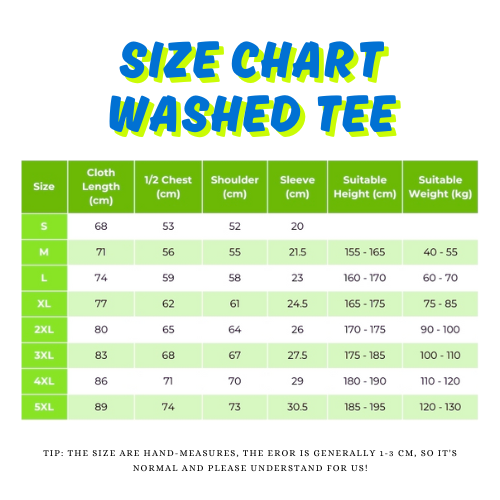 SIZE CHART
WASHED TEE
Size Cloth Length (cm) 1/2 Chest (cm) Shoulder (cm) Sleeve (cm) Suitable Height (cm) Suitable Weight (kg)
S 68 53 52 20
M 71 56 55 21.5 155 - 165 40 - 55
L 74 59 58 23 160 - 170 60 - 70
XL 77 62 61 24.5 165 - 175 75 - 85
2XL 80 65 64 26 170 - 175 90 - 100
3XL 83 68 67 27.5 175 - 185 100 - 110
4XL 86 71 70 29 180 - 190 110 - 120
5XL 89 74 73 30.5 185 - 195 120 - 130
TIP: THE SIZE ARE HAND-MEASURES, THE EROR IS GENERALLY 1-3 CM, SO IT'S
NORMAL AND PLEASE UNDERSTAND FOR US!